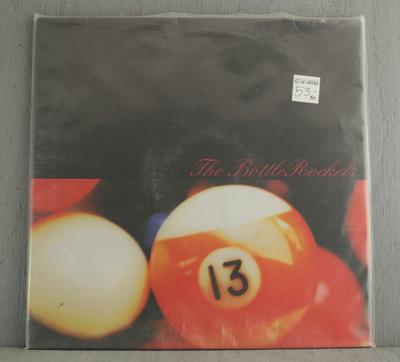 53.-
The Bottle Rockets
13